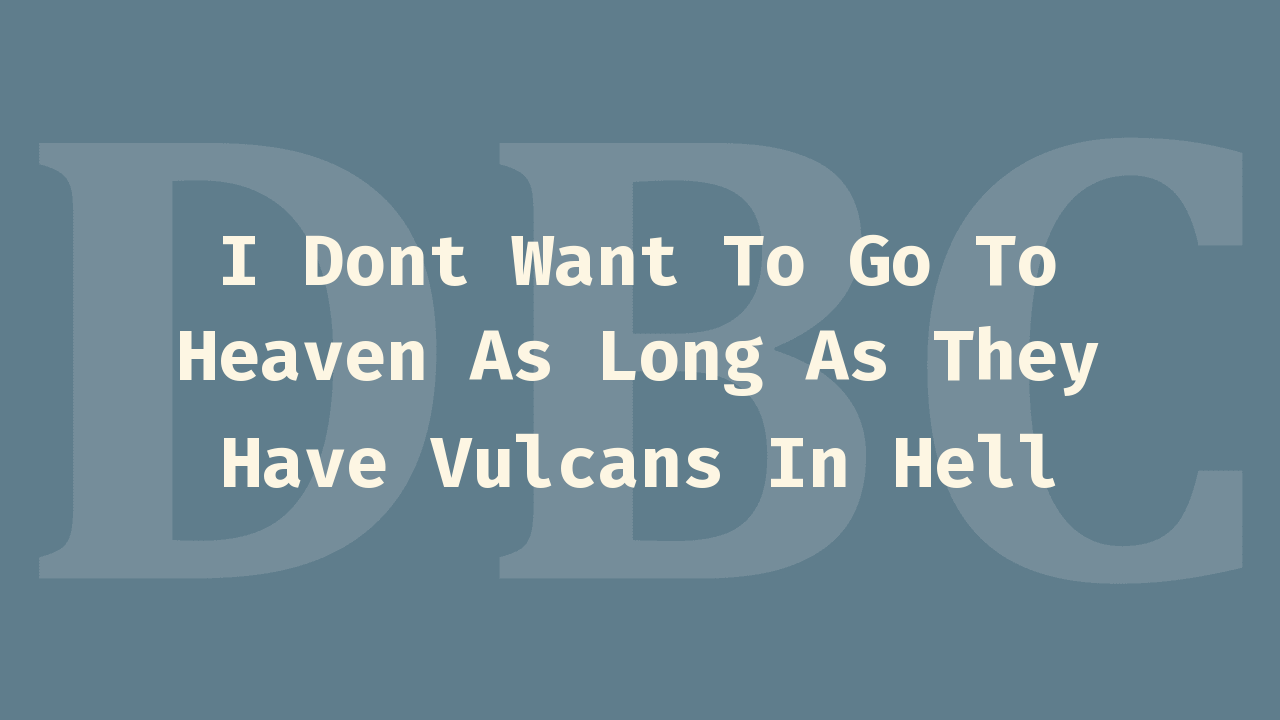 DBC
I Dont Want To Go To
Heaven As Long As They
Have Vulcans In Hell